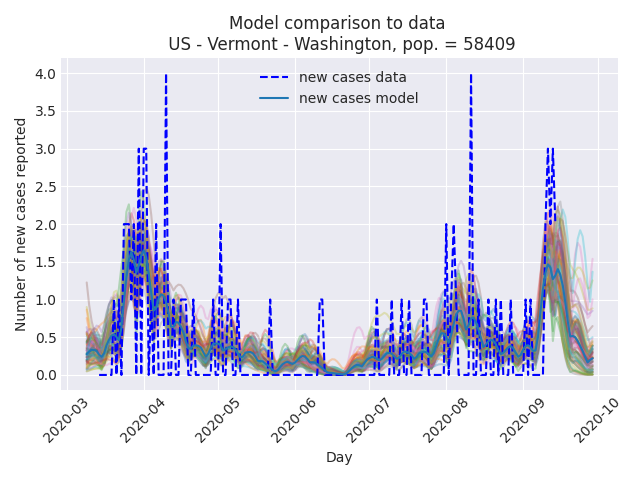 Model comparison to data
US - Vermont - Washington, pop. = 58409
new cases data
new cases model
Number of new cases reported
4.0
3.5
3.0
2.5
2.0
1.5
1.0
0.5
0.0
2020-03
2020-04
2020-05
2020-06
2020-07
2020-08
2020-09
2020-10
Day